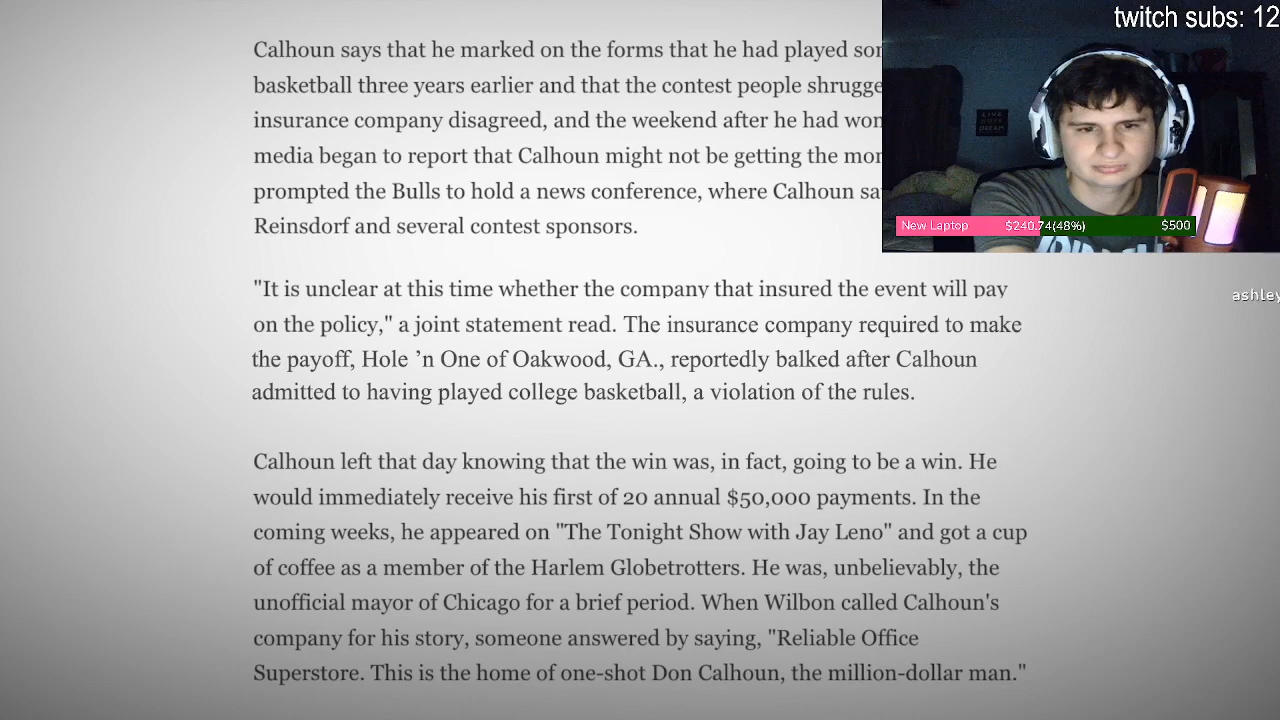 twitch subs: 12
Calhoun says that he marked on the forms that he had played
basketball three years earlier and that the contest people
insurance company disagreed, and the weekend after he had won
media began to report that Calhoun might not be getting the
prompted the Bulls to hold a news conference, where Calhoun
Reinsdorf and several contest sponsors.
LIVE
LOVE
DREAM
New Laptop $240.74(48%) $500
"It is unclear at this time whether the company that insured the event will pay
ashley
on the policy," a joint statement read. The insurance company required to make
the payoff, Hole ’n One of Oakwood, GA., reportedly balked after Calhoun
admitted to having played college basketball, a violation of the rules.
Calhoun left that day knowing that the win was, in fact, going to be a win. He
would immediately receive his first of 20 annual $50,000 payments. In the
coming weeks, he appeared on "The Tonight Show with Jay Leno" and got a cup
of coffee as a member of the Harlem Globetrotters. He was, unbelievably, the
unofficial mayor of Chicago for a brief period. When Wilbon called Calhoun's
company for his story, someone answered by saying, "Reliable Office
Superstore. This is the home of one-shot Don Calhoun, the million-dollar man."